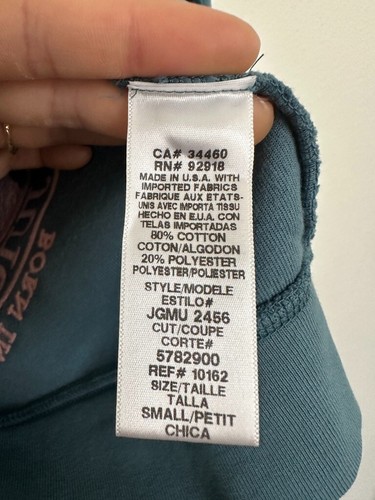 CA# 34460
RN# 92918
MADE IN U.S.A. WITH
IMPORTED FABRICS
FABRIQUE AUX ETATS-
UNIS AVEC IMPORTA TISSU
HECHO EN E.U.A. CON
TELAS IMPORTADAS
80% COTTON
COTON/ALGODON
20% POLYESTER
POLYESTER/POLIESTER
STYLE/MODELE
ESTILO#
JGMU 2456
CUT/COUPE
CORTE#
5782900
REF# 10162
SIZE/TAILLE
TALLA
SMALL/PETIT
CHICA
BORN IN